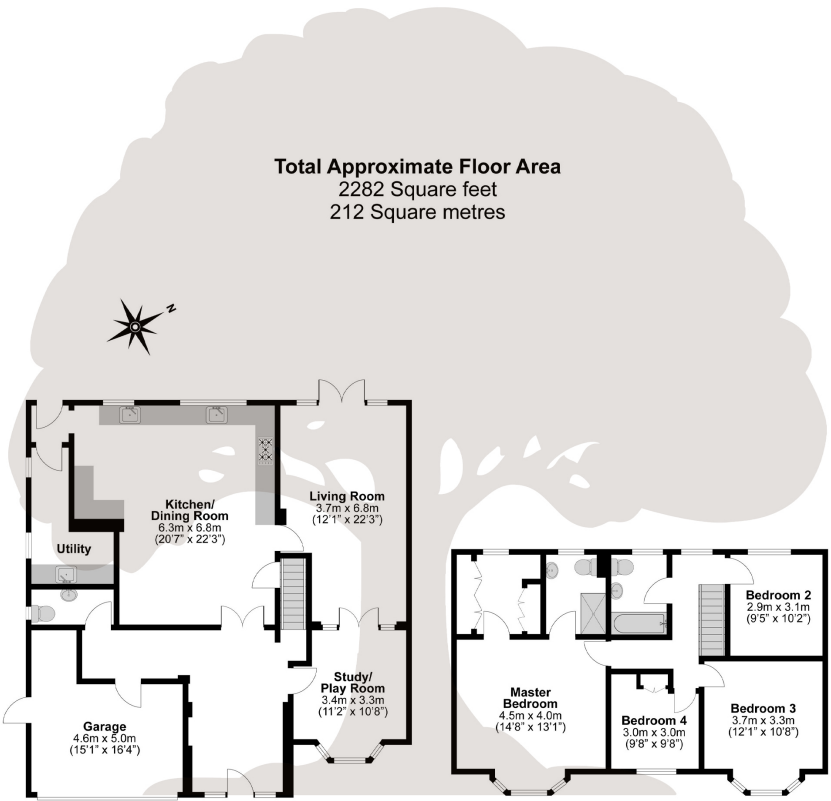 Total Approximate Floor Area
2282 Square feet
212 Square metres
N
Kitchen/
Dining Room
6.3m x 6.8m
(20'7" x 22'3")
Living Room
3.7m x 6.8m
(12'1" x 22'3")
Utility
Study/
Play Room
3.4m x 3.3m
(11'2" x 10'8")
Garage
4.6m x 5.0m
(15'1" x 16'4")
Bedroom 2
2.9m x 3.1m
(9'5" x 10'2")
Master
Bedroom
4.5m x 4.0m
(14'8" x 13'1")
Bedroom 4
3.0m x 3.0m
(9'8" x 9'8")
Bedroom 3
3.7m x 3.3m
(12'1" x 10'8")